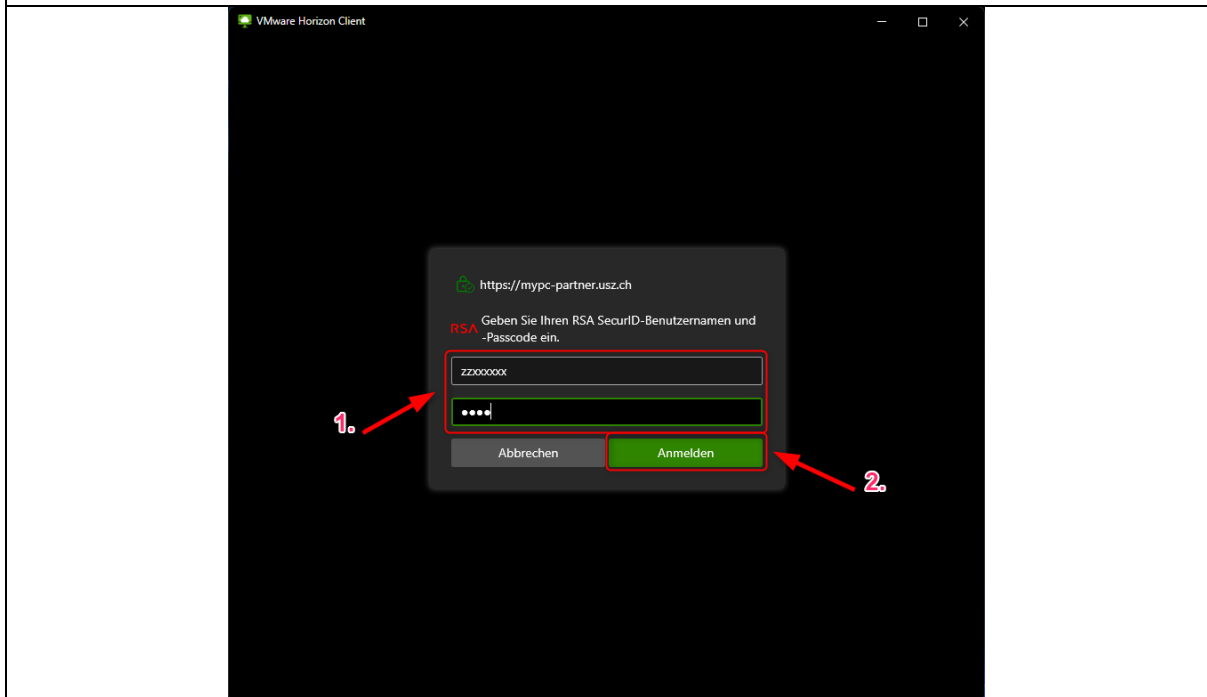 VMware Horizon Client
https://mypc-partner.usz.ch
RSA
Geben Sie Ihren RSA SecurID-Benutzernamen und
-Passcode ein.
zzxxxxxx
1.
Abbrechen
Anmelden
2.